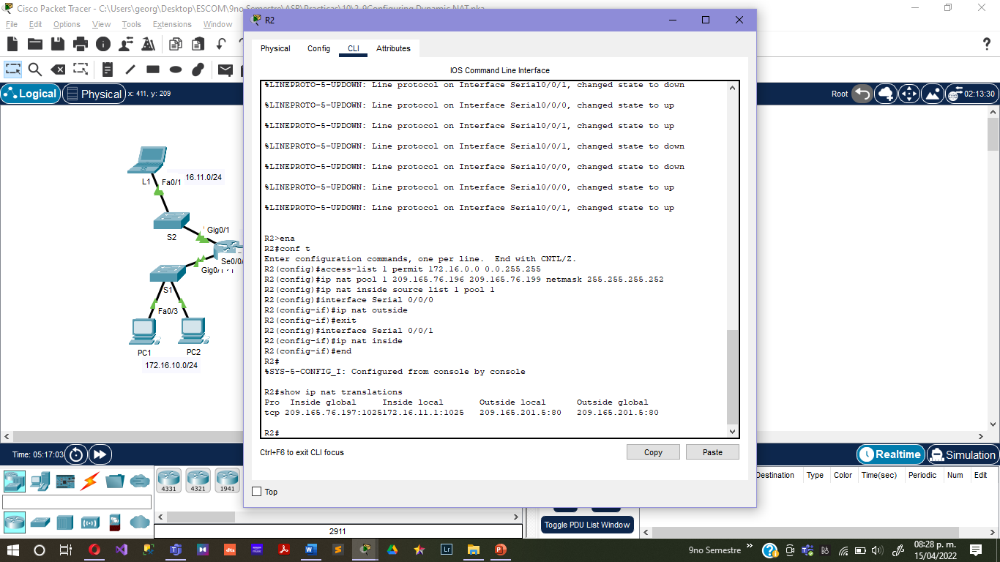 Cisco Packet Tracer - C:\Users\georg\Desktop\ESCOM\9no Semestre\ASR\Practicas\10\2.9Configuring Dynamic NAT.pka
File Edit Options View Tools Extensions Window
R2
Physical Config CLI Attributes
IOS Command Line Interface
%LINEPROTO-5-UPDOWN: Line protocol on Interface Serial0/0/1, changed state to down
%LINEPROTO-5-UPDOWN: Line protocol on Interface Serial0/0/0, changed state to up
%LINEPROTO-5-UPDOWN: Line protocol on Interface Serial0/0/1, changed state to up
%LINEPROTO-5-UPDOWN: Line protocol on Interface Serial0/0/1, changed state to down
%LINEPROTO-5-UPDOWN: Line protocol on Interface Serial0/0/0, changed state to down
%LINEPROTO-5-UPDOWN: Line protocol on Interface Serial0/0/0, changed state to up
%LINEPROTO-5-UPDOWN: Line protocol on Interface Serial0/0/1, changed state to up
R2>ena
R2#conf t
Enter configuration commands, one per line. End with CNTL/Z.
R2(config)#access-list 1 permit 172.16.0.0 0.0.255.255
R2(config)#ip nat pool 1 209.165.76.196 209.165.76.199 netmask 255.255.255.252
R2(config)#ip nat inside source list 1 pool 1
R2(config)#interface Serial 0/0/0
R2(config-if)#ip nat outside
R2(config-if)#exit
R2(config)#interface Serial 0/0/1
R2(config-if)#ip nat inside
R2(config-if)#end
R2#
%SYS-5-CONFIG_I: Configured from console by console
R2#show ip nat translations
Pro Inside global Inside local Outside local Outside global
tcp 209.165.76.197:1025172.16.11.1:1025 209.165.201.5:80 209.165.201.5:80
R2#
Ctrl+F6 to exit CLI focus
Copy Paste
Top
Logical Physical x: 411, y: 209
Root 02:13:30
L1 Fa0/1 16.11.0/24
S2 Gig0/1
Se0/0/
Gig0/
S1
Fa0/3
PC1 PC2
172.16.10.0/24
Time: 05:17:03
Realtime Simulation
4331 4321 1941
2911
Destination Type Color Time(sec) Periodic Num Edit
Toggle PDU List Window
9no Semestre
08:28 p. m.
15/04/2022